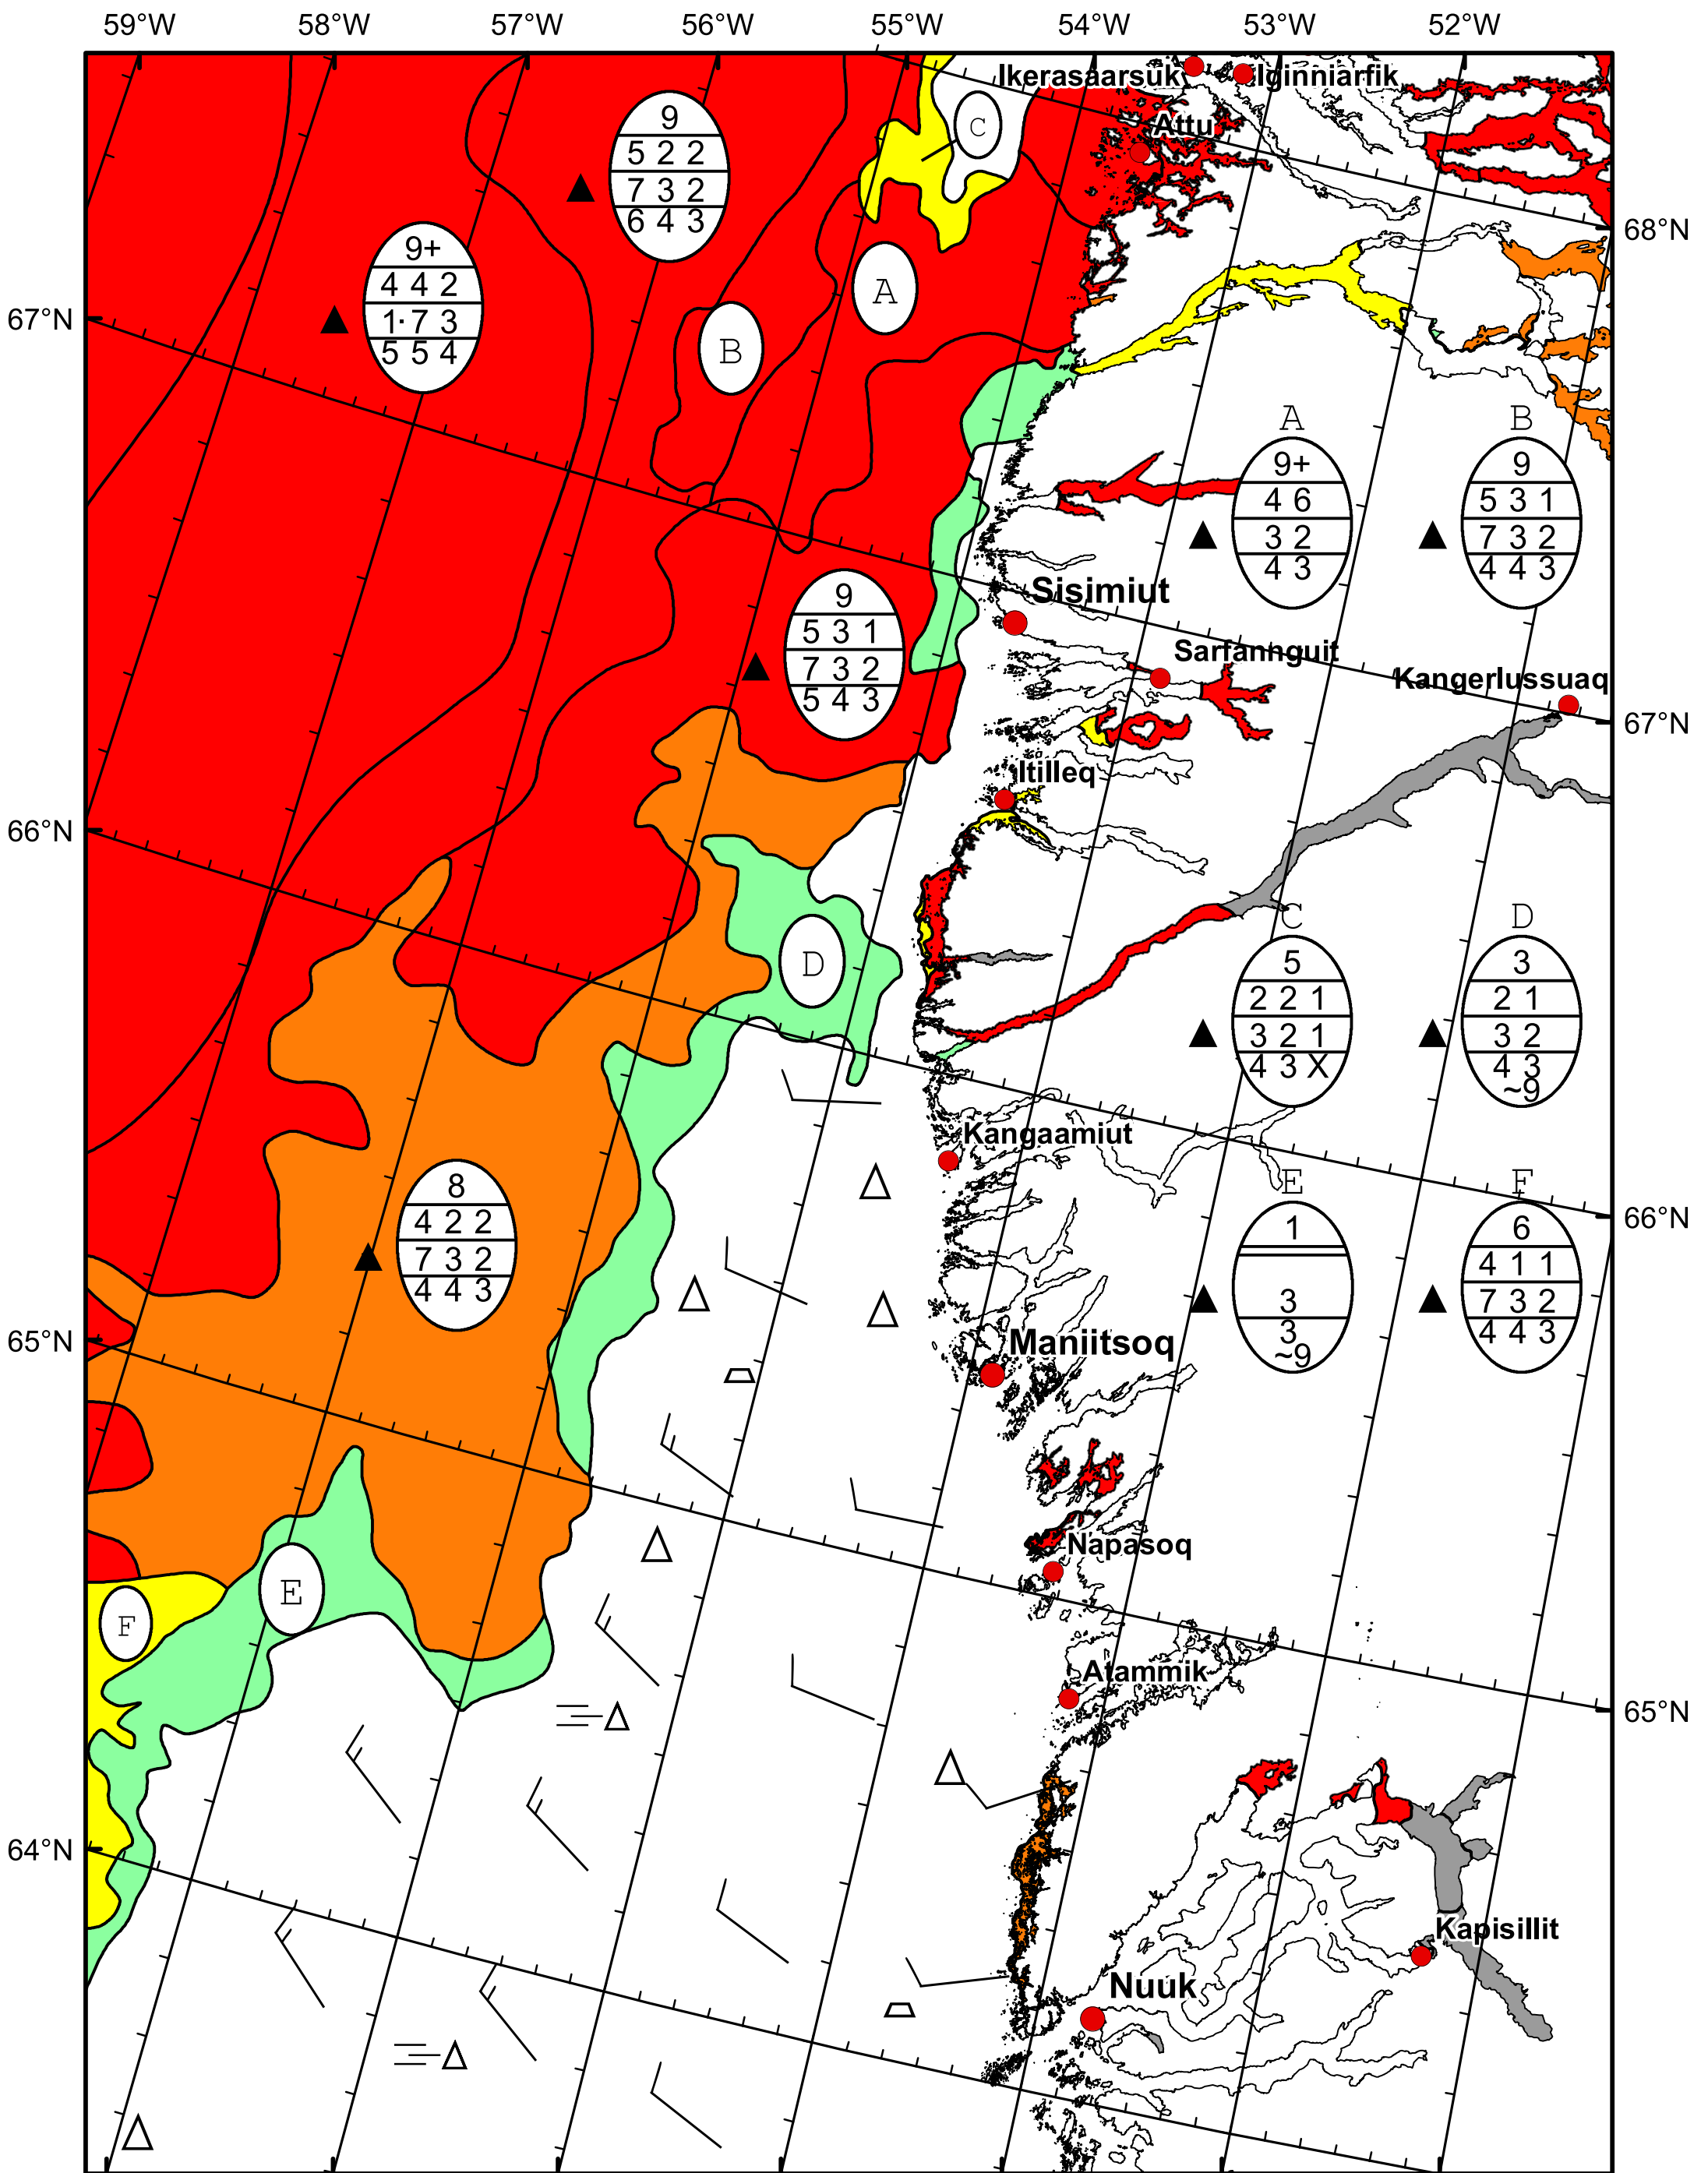 59°W 58°W 57°W 56°W 55°W 54°W 53°W 52°W
Ikerasaarsuk Iginniarfik
Attu
C
9
5 2 2
7 3 2
6 4 3
68°N
9+
4 4 2
1·7 3
5 5 4
67°N
A
B
A
9+
4 6
3 2
4 3
B
9
5 3 1
7 3 2
4 4 3
Sisimiut
9
5 3 1
7 3 2
5 4 3
Sarfannguit
Kangerlussuaq
67°N
Itilleq
66°N
D
C
5
2 2 1
3 2 1
4 3 X
D
3
2 1
3 2
4 3
~9
Kangaamiut
8
4 2 2
7 3 2
4 4 3
E
1
3
3
~9
F
6
4 1 1
7 3 2
4 4 3
66°N
65°N
Maniitsoq
Napasoq
E
F
Atammik
65°N
64°N
Kapisillit
Nuuk